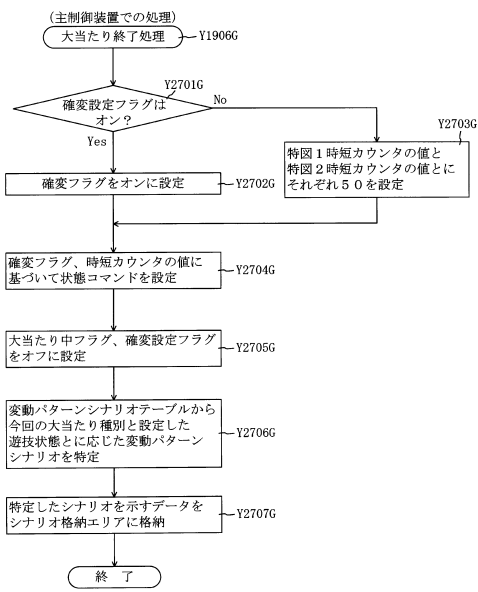 (主制御装置での処理)
大当たり終了処理
Y1906G
Y2701G
確変設定フラグは
オン?
No
Yes
Y2703G
特図1時短カウンタの値と
特図2時短カウンタの値とに
それぞれ50を設定
確変フラグをオンに設定
Y2702G
確変フラグ、時短カウンタの値に
基づいて状態コマンドを設定
Y2704G
大当たり中フラグ、確変設定フラグ
をオフに設定
Y2705G
変動パターンシナリオテーブルから
今回の大当たり種別と設定した
遊技状態とに応じた変動パターン
シナリオを特定
Y2706G
特定したシナリオを示すデータを
シナリオ格納エリアに格納
Y2707G
終 了